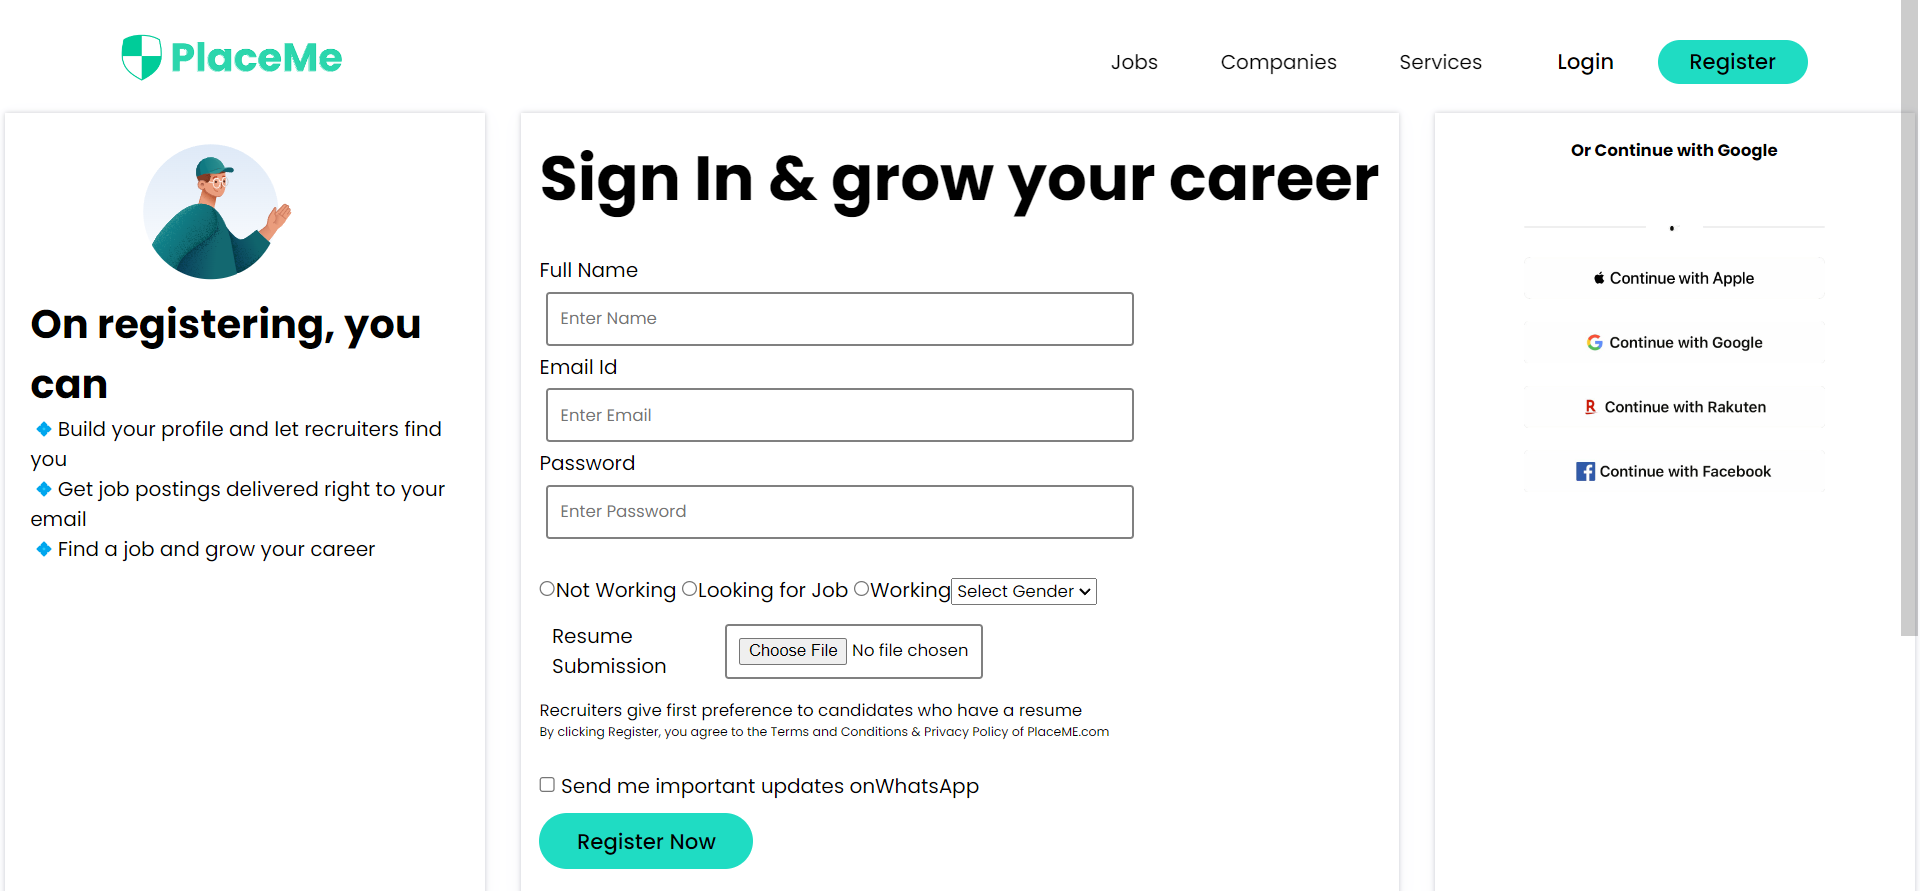 PlaceMe
Jobs Companies Services Login Register
On registering, you
can
Build your profile and let recruiters find
you
Get job postings delivered right to your
email
Find a job and grow your career
Sign In & grow your career
Full Name
Enter Name
Email Id
Enter Email
Password
Enter Password
Not Working Looking for Job Working Select Gender
Resume
Submission
Choose File No file chosen
Recruiters give first preference to candidates who have a resume
By clicking Register, you agree to the Terms and Conditions & Privacy Policy of PlaceME.com
Send me important updates onWhatsApp
Register Now
Or Continue with Google
Continue with Apple
Continue with Google
Continue with Rakuten
Continue with Facebook